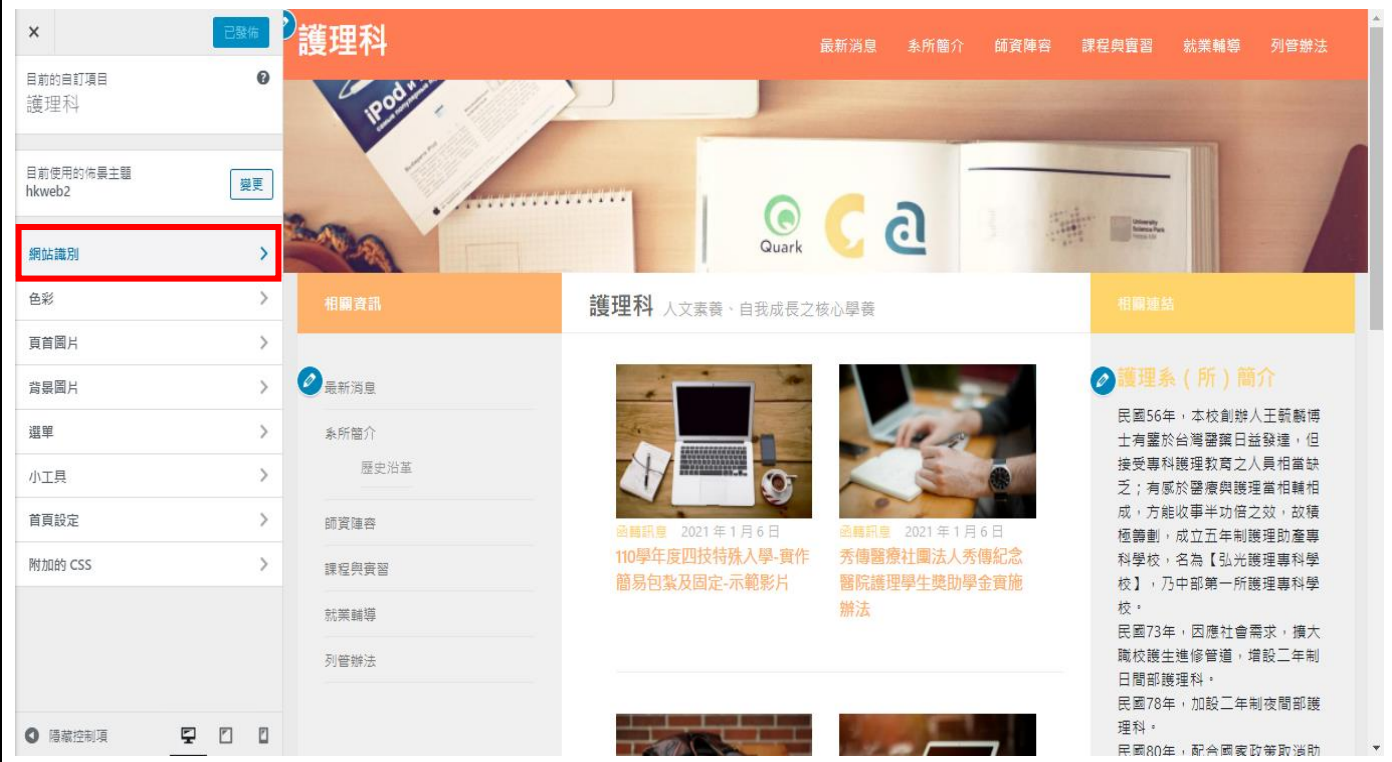 已發佈
目前的自訂項目
護理科
目前使用的佈景主題
hkweb2
變更
網站識別
色彩
頁首圖片
背景圖片
選單
小工具
首頁設定
附加的 CSS
隱藏控制項
護理科
最新消息 系所簡介 師資陣容 課程與實習 就業輔導 列管辦法
iPod
Quark
University
Science Park
相關資訊
最新消息
系所簡介
歷史沿革
師資陣容
課程與實習
就業輔導
列管辦法
護理科 人文素養、自我成長之核心學養
函轉訊息 2021 年 1 月 6 日
110學年度四技特殊入學-實作
簡易包紮及固定-示範影片
函轉訊息 2021 年 1 月 6 日
秀傳醫療社團法人秀傳紀念
醫院護理學生獎助學金實施
辦法
相關連結
護理系（所）簡介
民國56年，本校創辦人王毓麟博
士有鑒於台灣醫藥日益發達，但
接受專科護理教育之人員相當缺
乏；有感於醫療與護理當相輔相
成，方能收事半功倍之效，故積
極籌劃，成立五年制護理助產專
科學校，名為【弘光護理專科學
校】，乃中部第一所護理專科學
校。
民國73年，因應社會需求，擴大
職校護生進修管道，增設二年制
日間部護理科。
民國78年，加設二年制夜間部護
理科。
民國80年，配合國家政策取消助